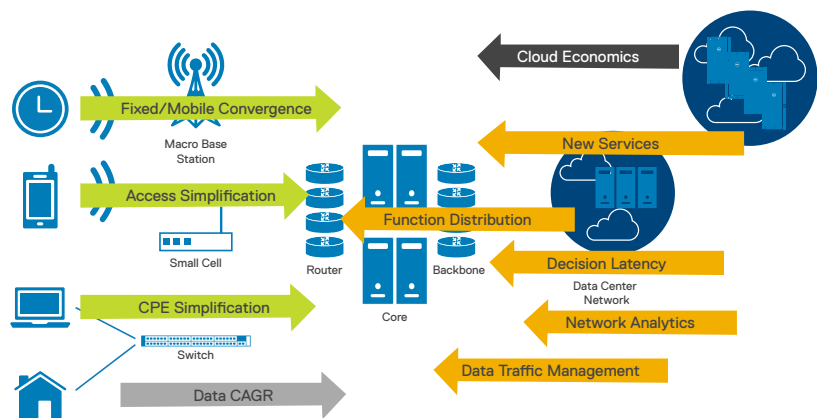 Cloud Economics
Fixed/Mobile Convergence
Macro Base
Station
New Services
Access Simplification
Function Distribution
Small Cell
Router
Backbone
Decision Latency
Data Center
Network
CPE Simplification
Core
Network Analytics
Switch
Data Traffic Management
Data CAGR